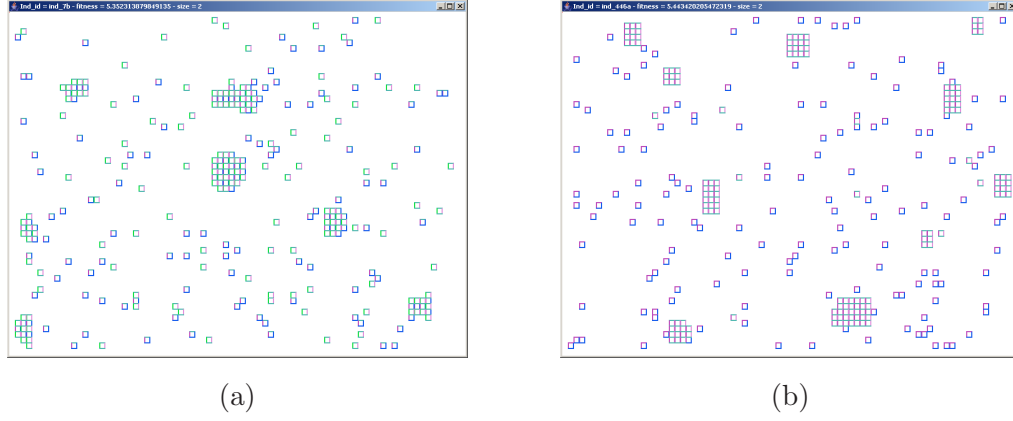 Ind_id = ind_7b - fitness = 5.352313879849135 - size = 2
Ind_id = ind_446a - fitness = 5.443420205472319 - size = 2
(a)
(b)